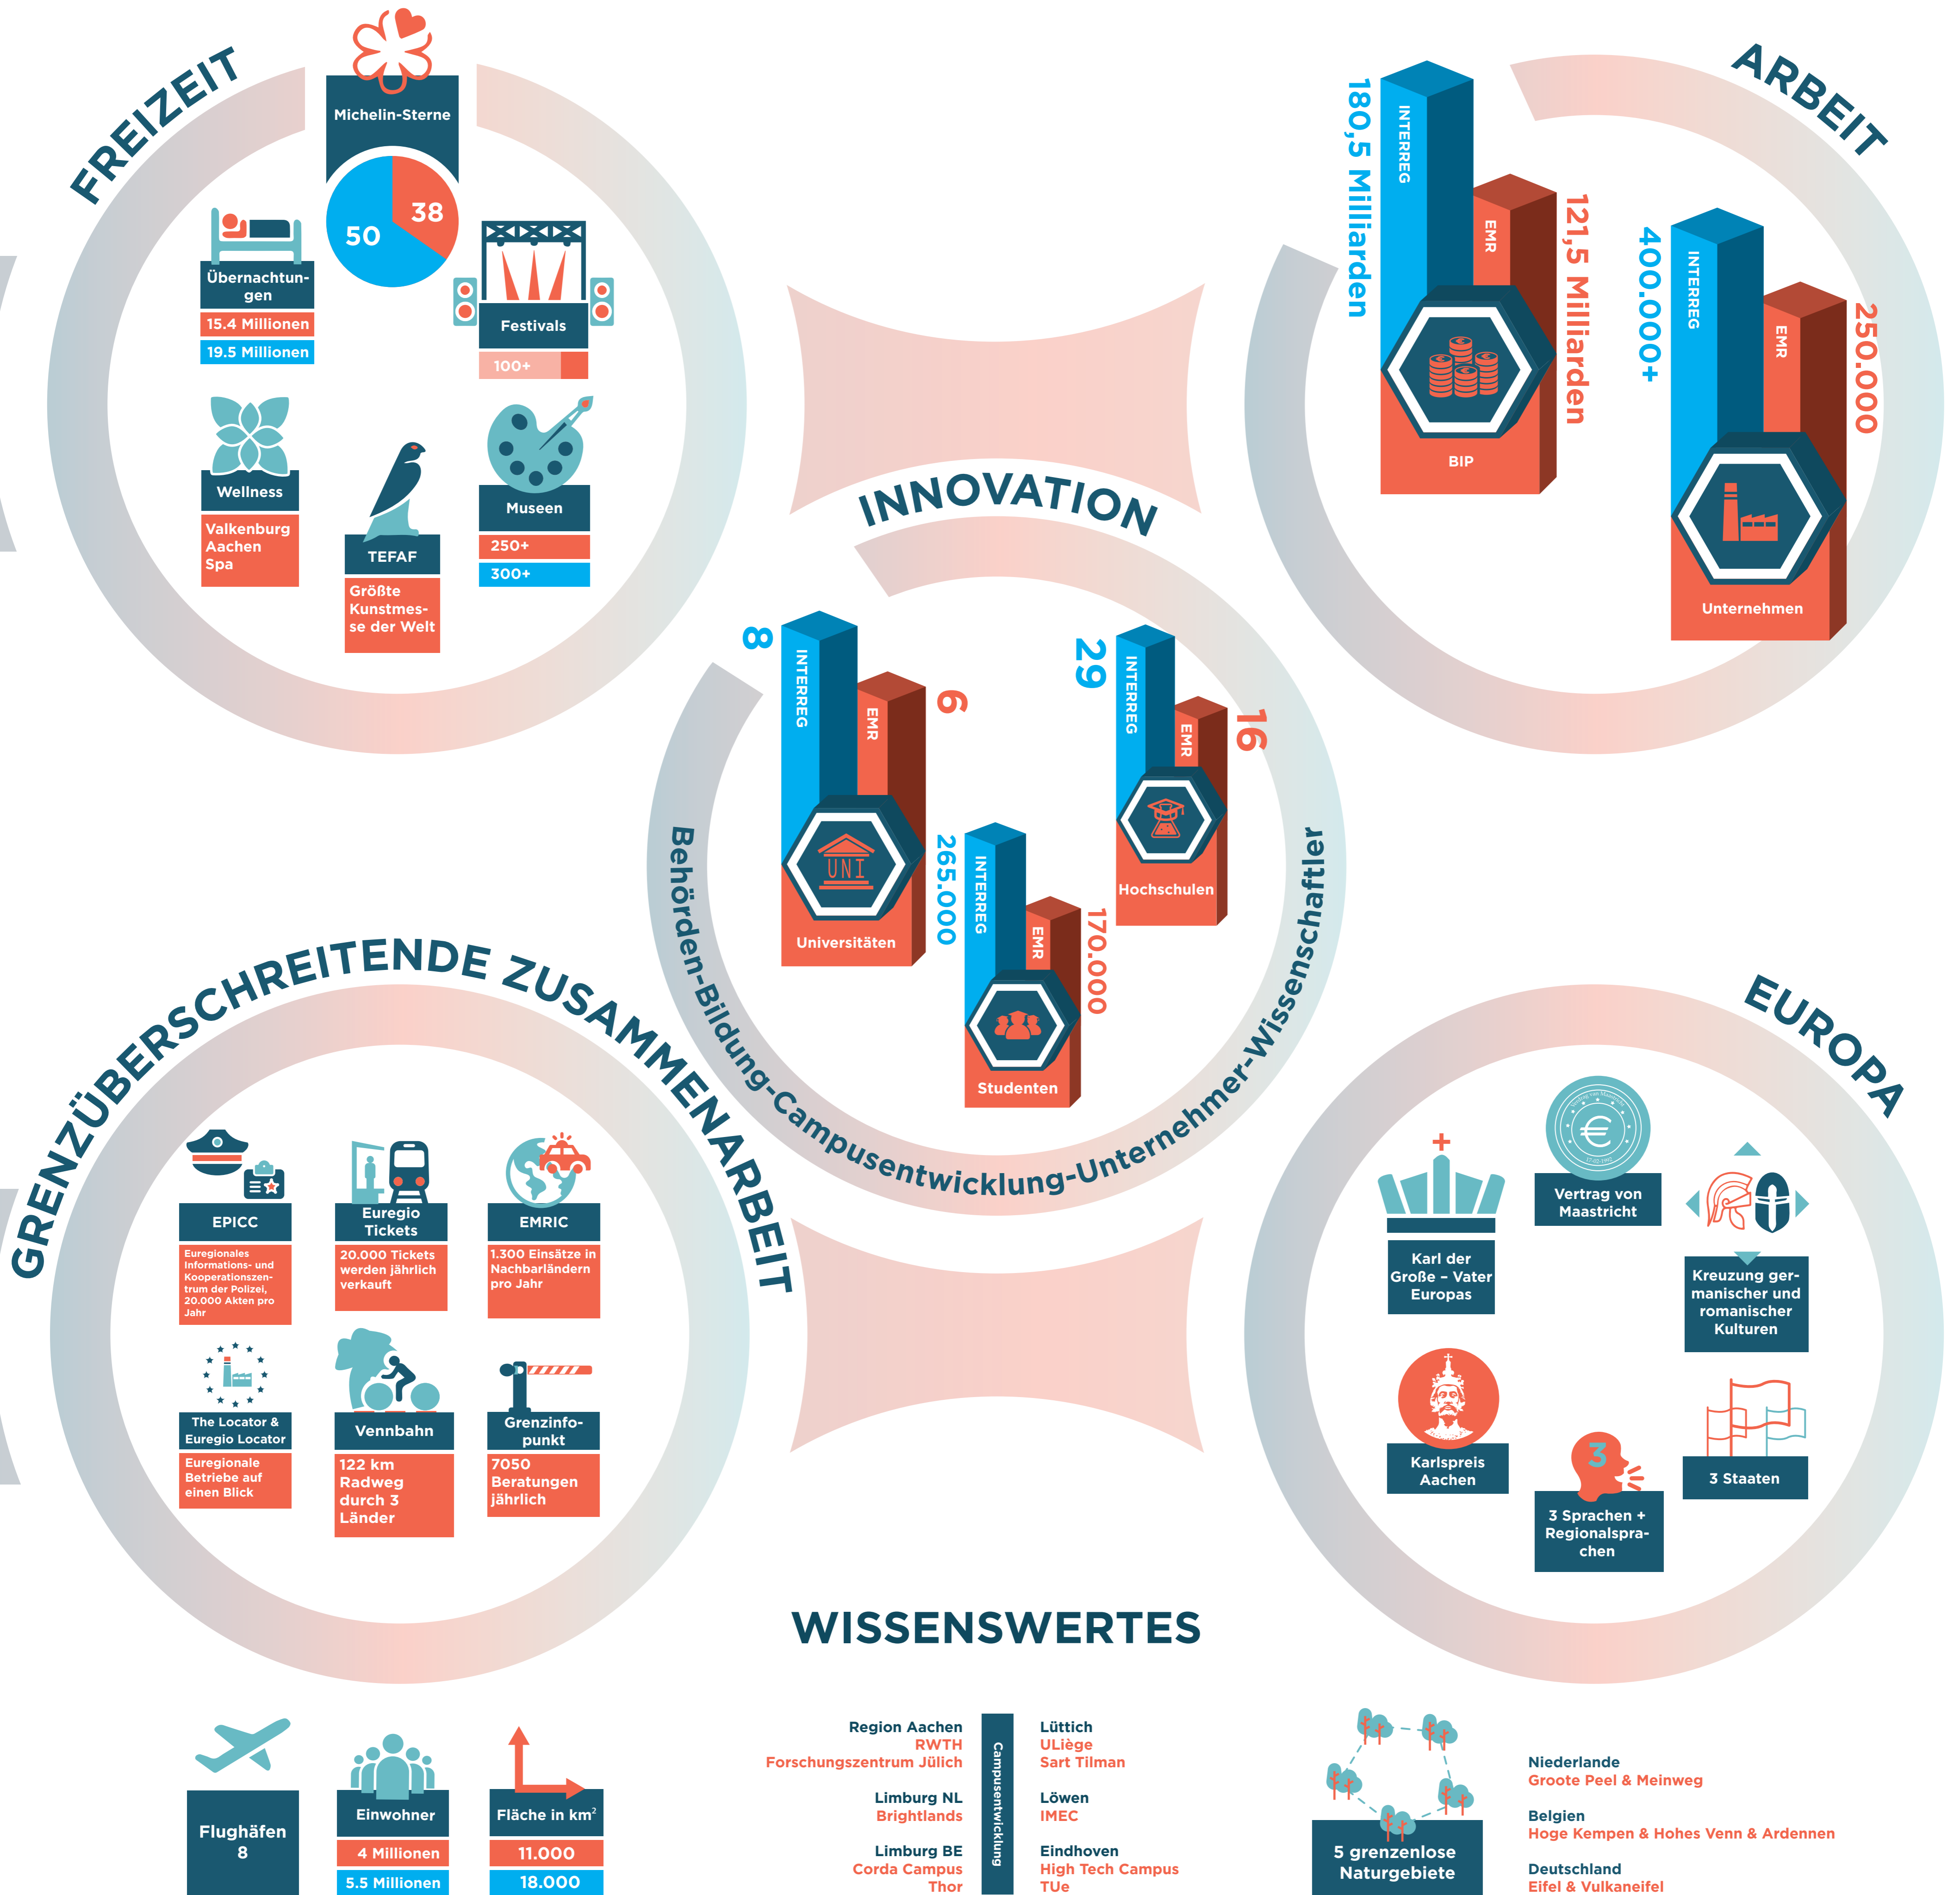 FREIZEIT
Michelin-Sterne
38
50
Übernachtun-
gen
15.4 Millionen
19.5 Millionen
Festivals
100+
Wellness
Valkenburg
Aachen
Spa
TEFAF
Größte
Kunstmes-
se der Welt
Museen
250+
300+
ARBEIT
180,5 Milliarden
INTERREG
EMR
121,5 Milliarden
BIP
400.000+
INTERREG
EMR
250.000
Unternehmen
INNOVATION
8
INTERREG
EMR
6
UNI
Universitäten
29
INTERREG
EMR
16
Hochschulen
265.000
INTERREG
EMR
170.000
Studenten
Behörden-Bildung-Campusentwicklung-Unternehmer-Wissenschaftler
GRENZÜBERSCHREITENDE ZUSAMMENARBEIT
EPICC
Euregionales
Informations- und
Kooperationszen-
trum der Polizei,
20.000 Akten pro
Jahr
Euregio
Tickets
20.000 Tickets
werden jährlich
verkauft
EMRIC
1.300 Einsätze in
Nachbarländern
pro Jahr
The Locator &
Euregio Locator
Euregionale
Betriebe auf
einen Blick
Vennbahn
122 km
Radweg
durch 3
Länder
Grenzinfo-
punkt
7050
Beratungen
jährlich
EUROPA
Karl der
Große – Vater
Europas
Vertrag von Maastricht
€
Vertrag von
Maastricht
Kreuzung ger-
manischer und
romanischer
Kulturen
Karlspreis
Aachen
3
3 Sprachen +
Regionalspra-
chen
3 Staaten
WISSENSWERTES
Flughäfen
8
Einwohner
4 Millionen
5.5 Millionen
Fläche in km²
11.000
18.000
Region Aachen
RWTH
Forschungszentrum Jülich
Limburg NL
Brightlands
Limburg BE
Corda Campus
Thor
Campusentwicklung
Lüttich
ULiège
Sart Tilman
Löwen
IMEC
Eindhoven
High Tech Campus
TUe
5 grenzenlose
Naturgebiete
Niederlande
Groote Peel & Meinweg
Belgien
Hoge Kempen & Hohes Venn & Ardennen
Deutschland
Eifel & Vulkaneifel